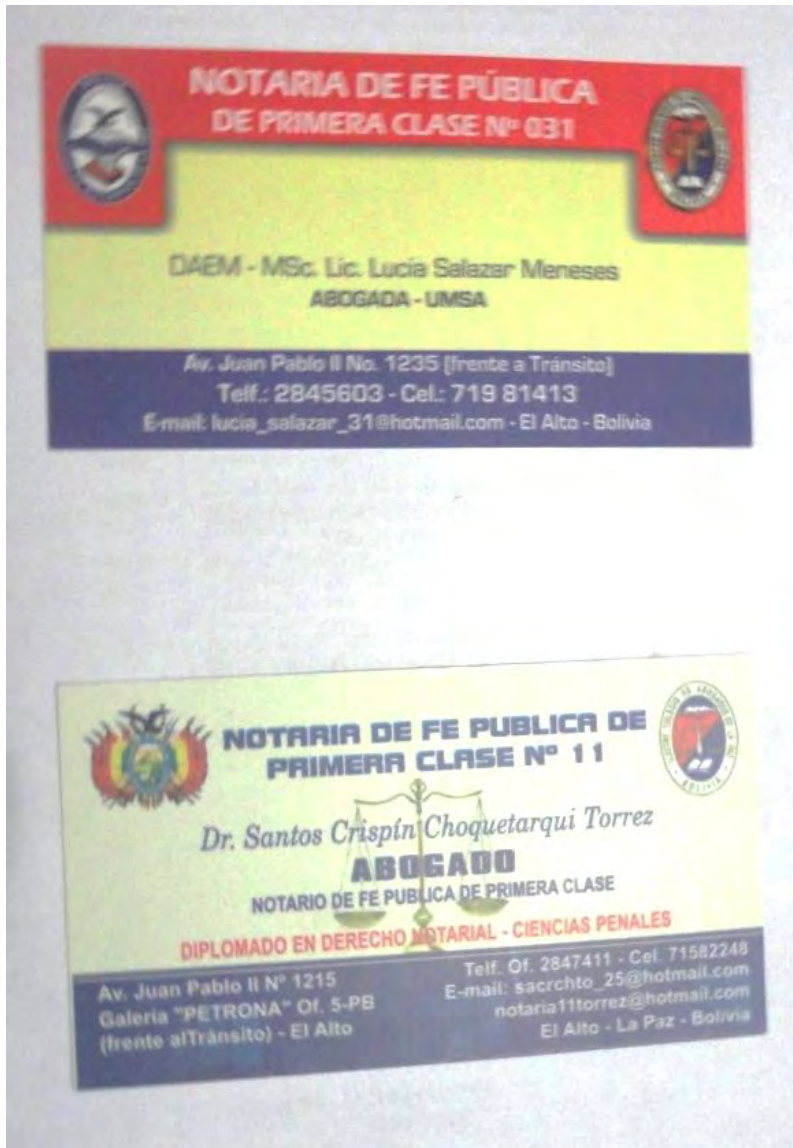 NOTARIA DE FE PÚBLICA
DE PRIMERA CLASE Nº 031
DAEM - MSc. Lic. Lucía Salazar Meneses
ABOGADA - UMSA
Av. Juan Pablo II No. 1235 (frente a Tránsito)
Telf.: 2845603 - Cel.: 719 81413
E-mail: lucia_salazar_31@hotmail.com - El Alto - Bolivia
NOTARIA DE FE PUBLICA DE
PRIMERA CLASE Nº 11
Dr. Santos Crispín Choquetarqui Torrez
ABOGADO
NOTARIO DE FE PUBLICA DE PRIMERA CLASE
DIPLOMADO EN DERECHO NOTARIAL - CIENCIAS PENALES
Av. Juan Pablo II Nº 1215
Galería "PETRONA" Of. 5-PB
(frente alTránsito) - El Alto
Telf. Of. 2847411 - Cel. 71582248
E-mail: sacrchto_25@hotmail.com
notaria11torrez@hotmail.com
El Alto - La Paz - Bolivia
BOLIVIA